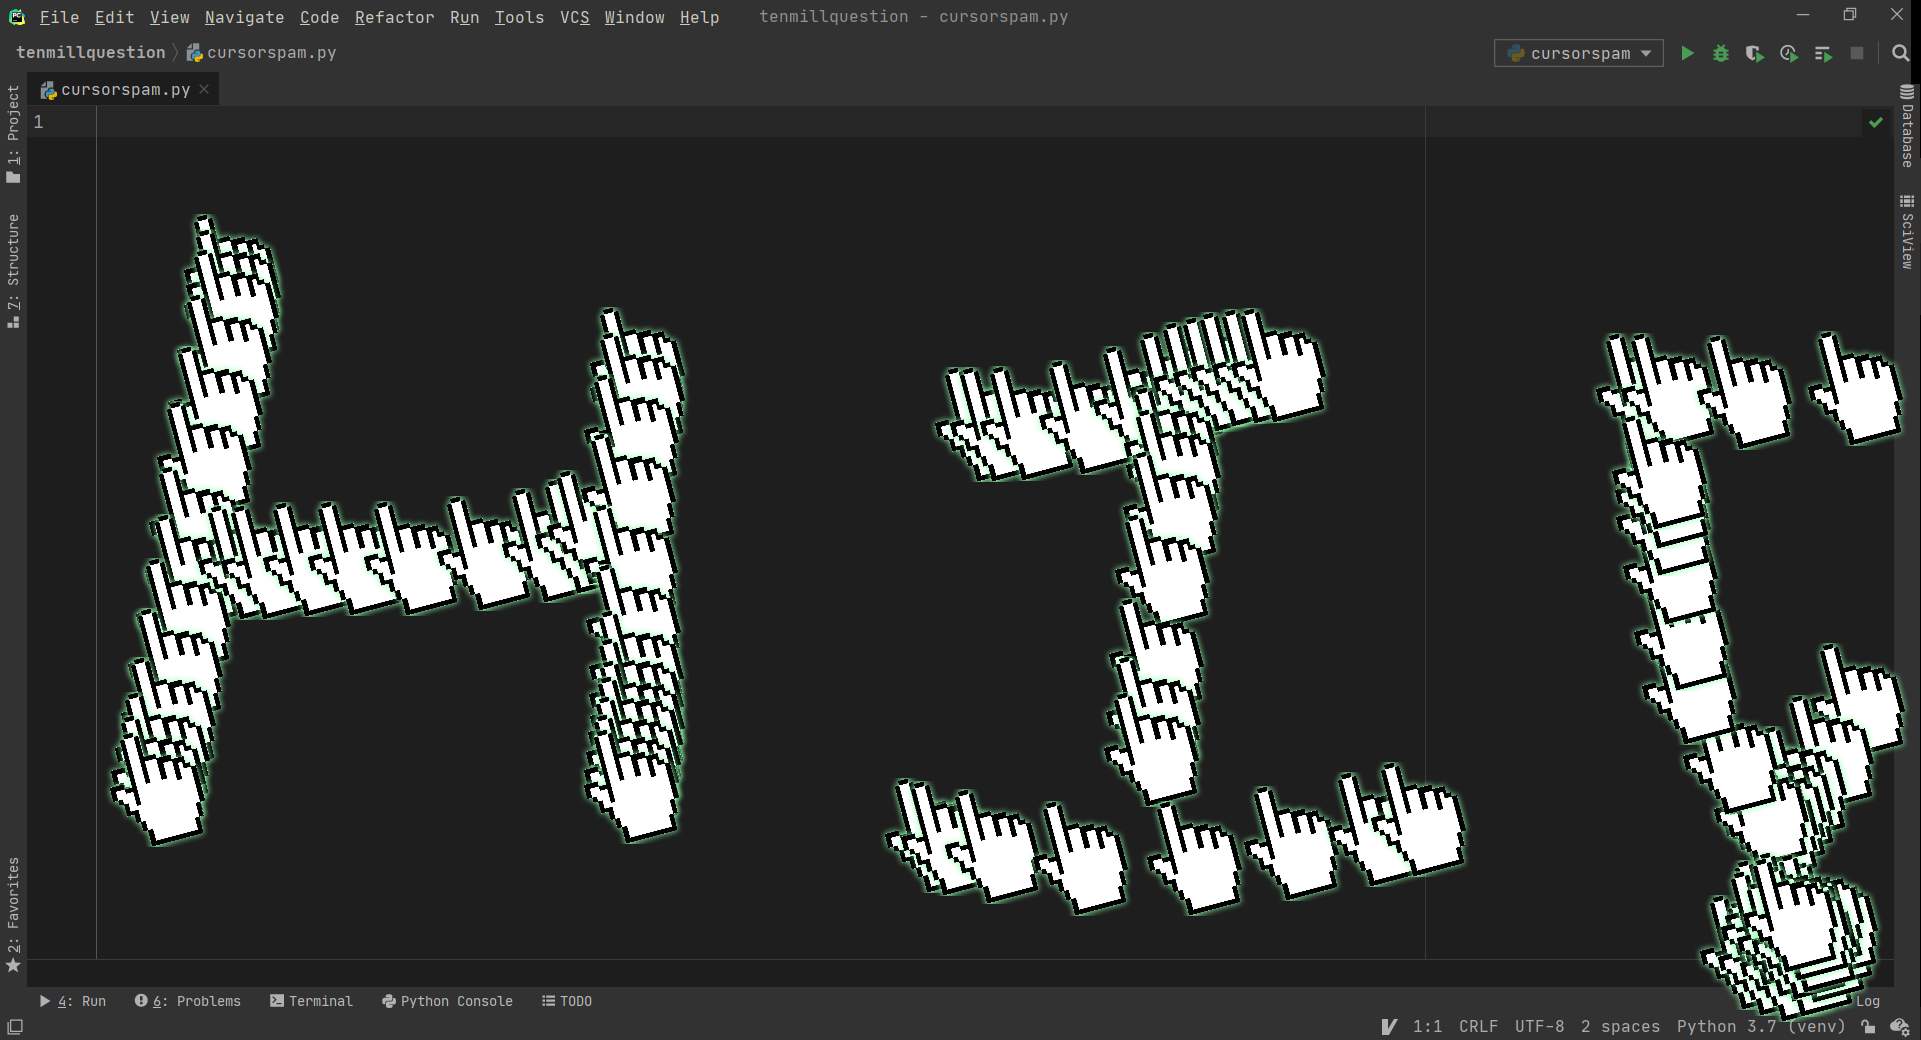 File Edit View Navigate Code Refactor Run Tools VCS Window Help tenmillquestion - cursorspam.py
tenmillquestion cursorspam.py cursorspam
cursorspam.py
1
1: Project
7: Structure
2: Favorites
Database
SciView
HI
4: Run 6: Problems Terminal Python Console TODO Log
1:1 CRLF UTF-8 2 spaces Python 3.7 (venv)